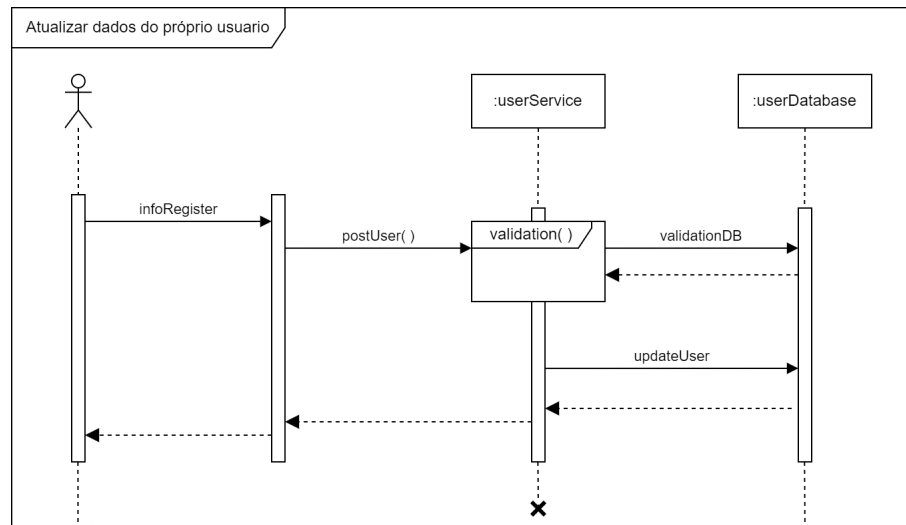 Atualizar dados do próprio usuario
:userService
:userDatabase
infoRegister
postUser( )
validation( )
validationDB
updateUser